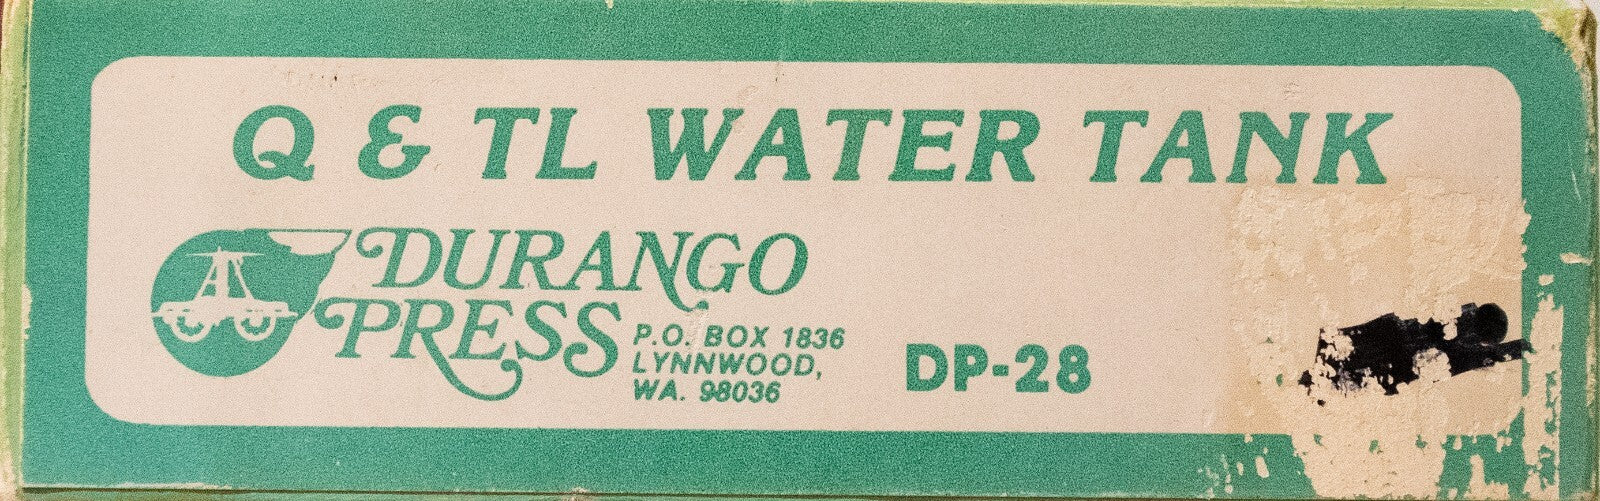 Q & TL WATER TANK
DURANGO
PRESS
P.O. BOX 1836
LYNNWOOD,
WA. 98036
DP-28